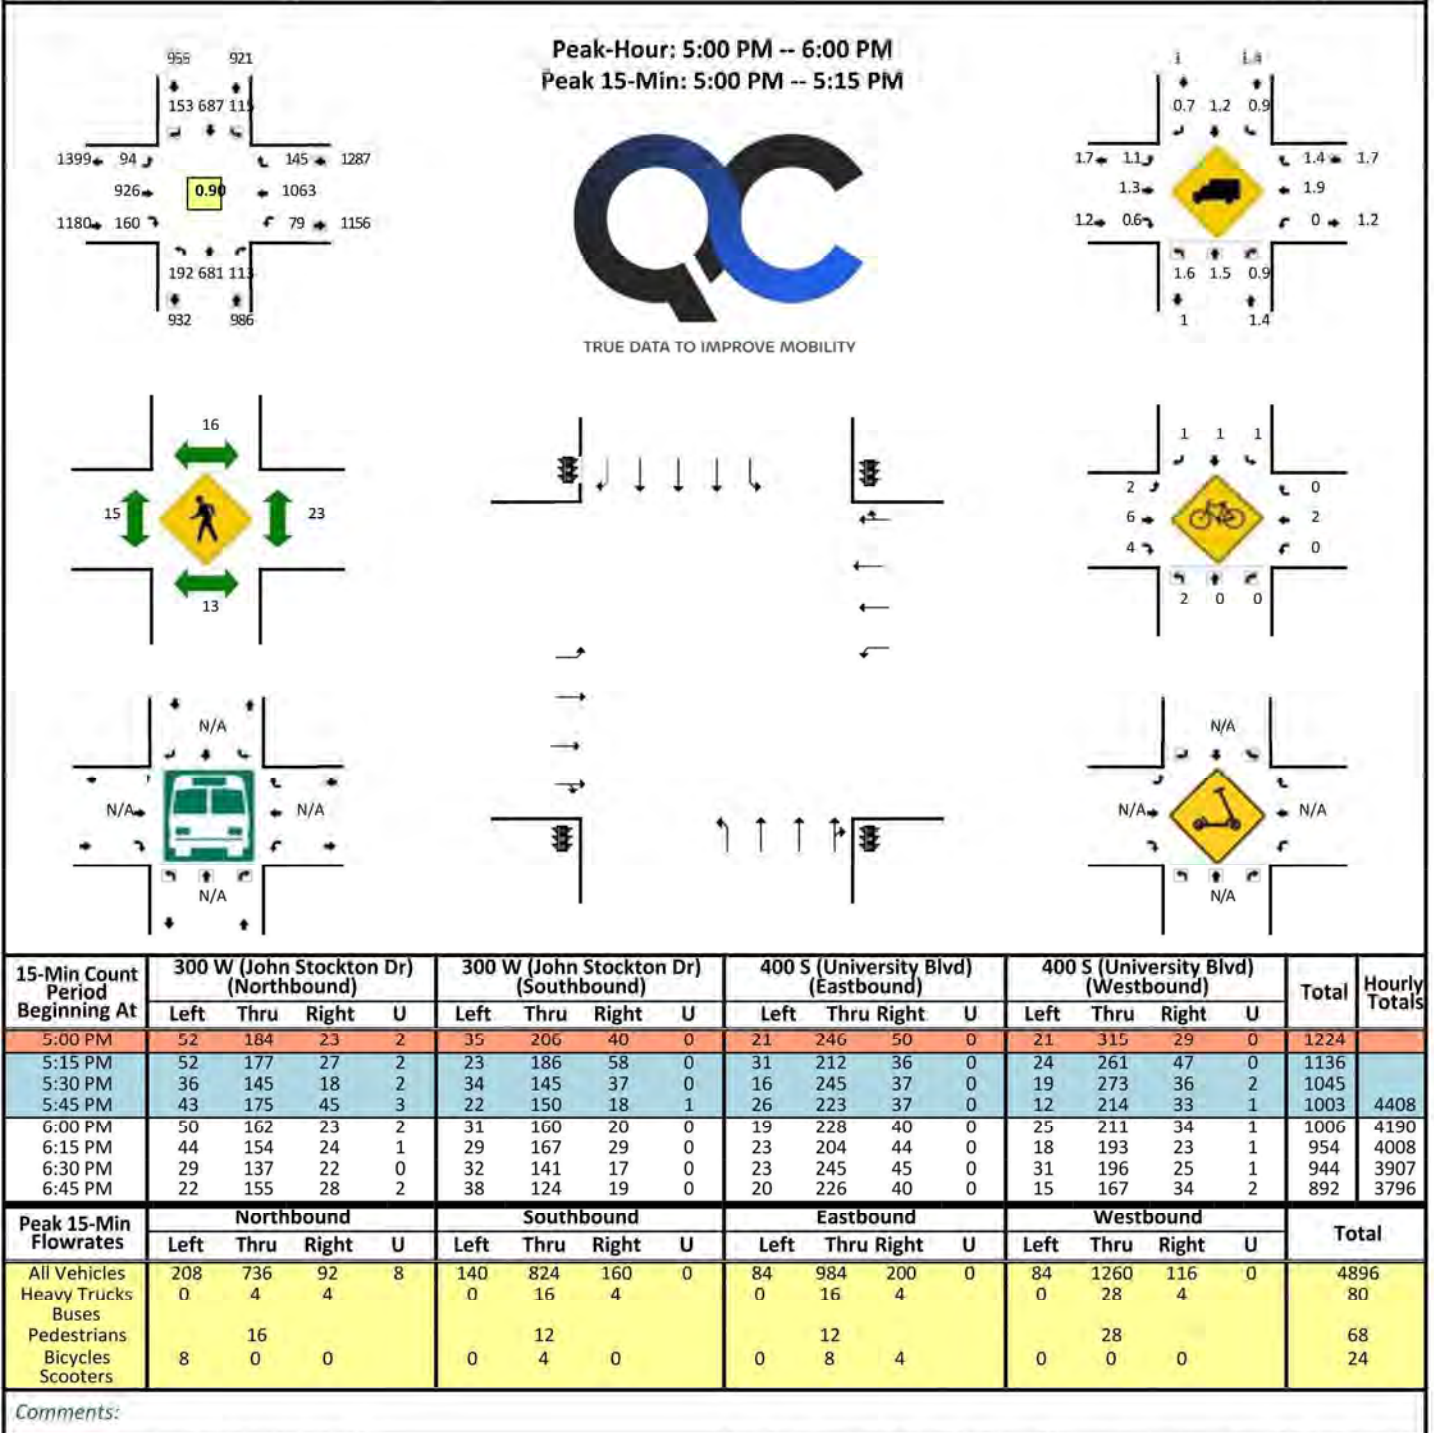 Peak-Hour: 5:00 PM -- 6:00 PM
Peak 15-Min: 5:00 PM -- 5:15 PM
955 921
153 687 115
1399 94 145 1287
926 0.90 1063
1180 160 79 1156
192 681 113
932 986
QC
TRUE DATA TO IMPROVE MOBILITY
1 1.4
0.7 1.2 0.9
1.7 1.1 1.4 1.7
1.3 1.9
1.2 0.6 0 1.2
1.6 1.5 0.9
1 1.4
16
15 23
13
1 1 1
2 0
6 2
4 0
2 0 0
N/A
N/A N/A
N/A
N/A
N/A N/A
N/A
15-Min Count Period Beginning At | 300 W (John Stockton Dr) (Northbound) | 300 W (John Stockton Dr) (Southbound) | 400 S (University Blvd) (Eastbound) | 400 S (University Blvd) (Westbound) | Total | Hourly Totals
Left Thru Right U Left Thru Right U Left Thru Right U Left Thru Right U
5:00 PM 52 184 23 2 35 206 40 0 21 246 50 0 21 315 29 0 1224
5:15 PM 52 177 27 2 23 186 58 0 31 212 36 0 24 261 47 0 1136
5:30 PM 36 145 18 2 34 145 37 0 16 245 37 0 19 273 36 2 1045
5:45 PM 43 175 45 3 22 150 18 1 26 223 37 0 12 214 33 1 1003 4408
6:00 PM 50 162 23 2 31 160 20 0 19 228 40 0 25 211 34 1 1006 4190
6:15 PM 44 154 24 1 29 167 29 0 23 204 44 0 18 193 23 1 954 4008
6:30 PM 29 137 22 0 32 141 17 0 23 245 45 0 31 196 25 1 944 3907
6:45 PM 22 155 28 2 38 124 19 0 20 226 40 0 15 167 34 2 892 3796
Peak 15-Min Flowrates | Northbound | Southbound | Eastbound | Westbound | Total
Left Thru Right U Left Thru Right U Left Thru Right U Left Thru Right U
All Vehicles 208 736 92 8 140 824 160 0 84 984 200 0 84 1260 116 0 4896
Heavy Trucks 0 4 4 0 16 4 0 16 4 0 28 4 80
Buses
Pedestrians 16 12 12 28 68
Bicycles 8 0 0 0 4 0 0 8 4 0 0 0 24
Scooters
Comments: